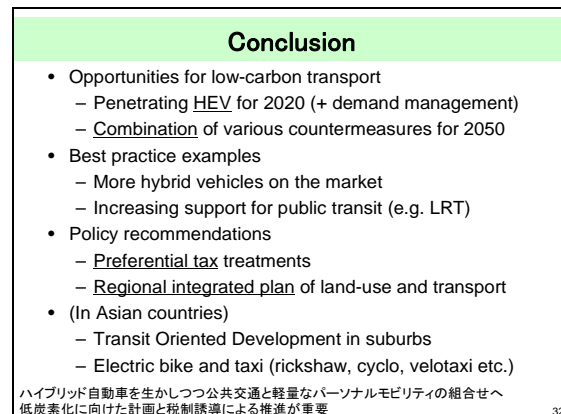 Conclusion
• Opportunities for low-carbon transport
– Penetrating HEV for 2020 (+ demand management)
– Combination of various countermeasures for 2050
• Best practice examples
– More hybrid vehicles on the market
– Increasing support for public transit (e.g. LRT)
• Policy recommendations
– Preferential tax treatments
– Regional integrated plan of land-use and transport
• (In Asian countries)
– Transit Oriented Development in suburbs
– Electric bike and taxi (rickshaw, cyclo, velotaxi etc.)
ハイブリッド自動車を生かしつつ公共交通と軽量なパーソナルモビリティの組合せへ
低炭素化に向けた計画と税制誘導による推進が重要